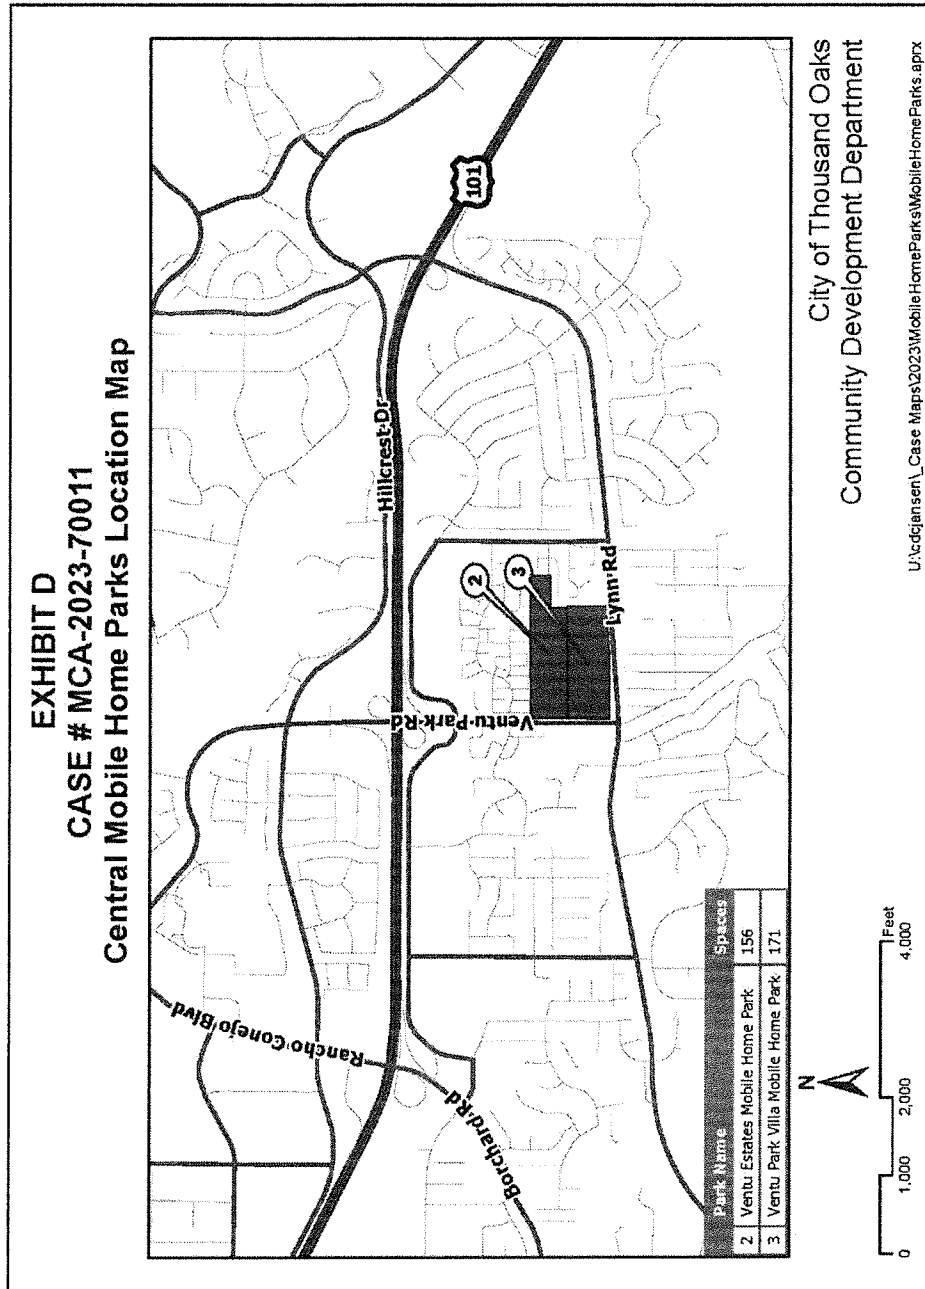 EXHIBIT D
CASE # MCA-2023-70011
Central Mobile Home Parks Location Map
Rancho Conejo Blvd
Hillcrest Dr
101
Borchard Rd
Ventu Park Rd
Lynn Rd
2
3
Park Name Spaces
2 Ventu Estates Mobile Home Park 156
3 Ventu Park Villa Mobile Home Park 171
N
0 1,000 2,000 4,000
Feet
City of Thousand Oaks
Community Development Department
U:\cdcjansen\_Case Maps\2023\MobileHomeParks\MobileHomeParks.aprx